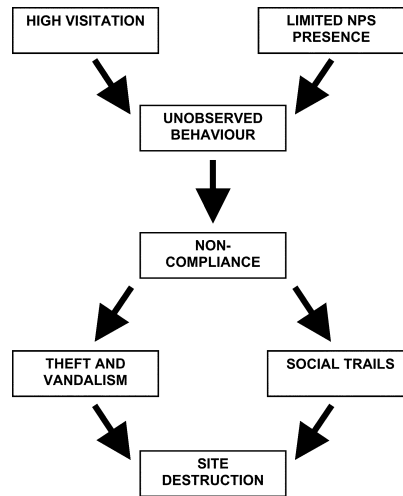 HIGH VISITATION
LIMITED NPS
PRESENCE
UNOBSERVED
BEHAVIOUR
NON-
COMPLIANCE
THEFT AND
VANDALISM
SOCIAL TRAILS
SITE
DESTRUCTION